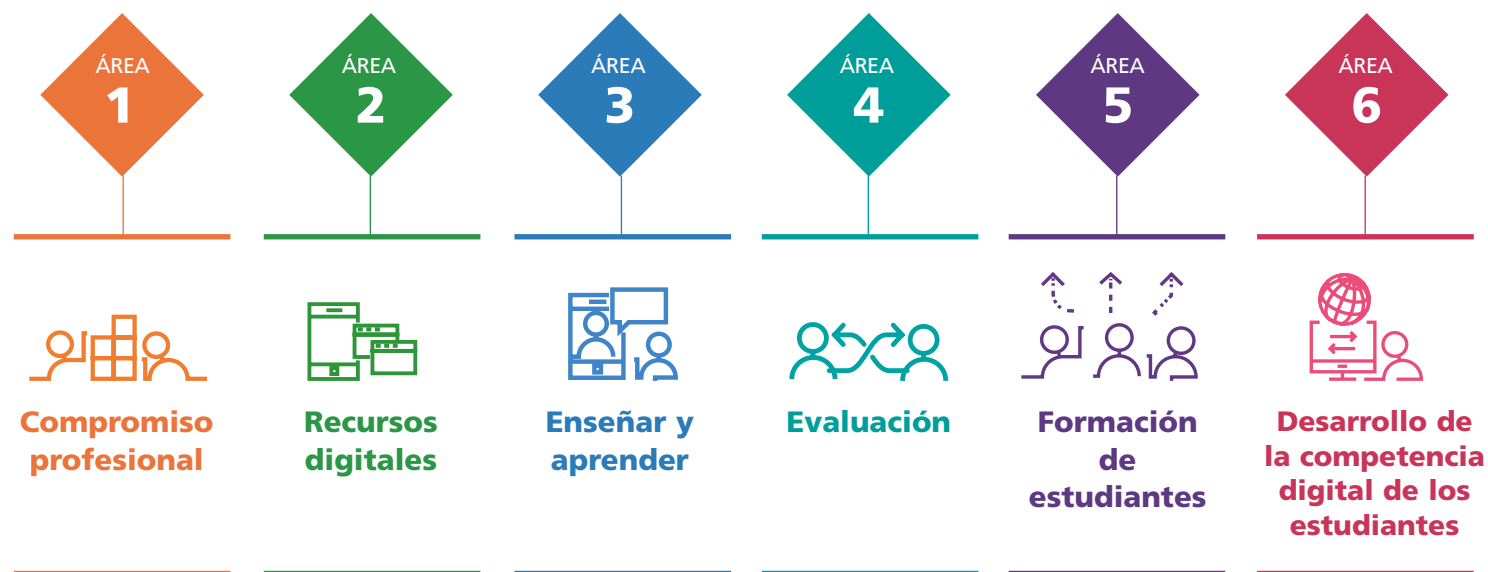 ÁREA
1
Compromiso
profesional
ÁREA
2
Recursos
digitales
ÁREA
3
Enseñar y
aprender
ÁREA
4
Evaluación
ÁREA
5
Formación
de
estudiantes
ÁREA
6
Desarrollo de
la competencia
digital de los
estudiantes